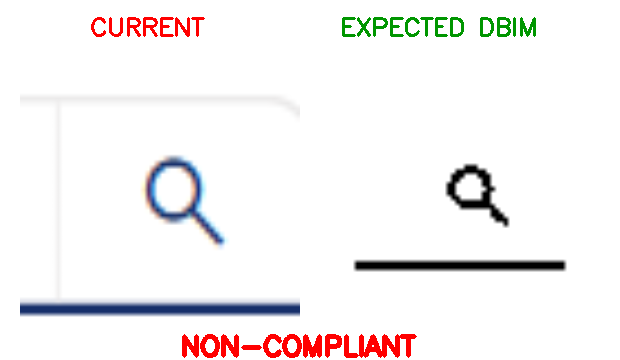 CURRENT
EXPECTED DBIM
NON-COMPLIANT